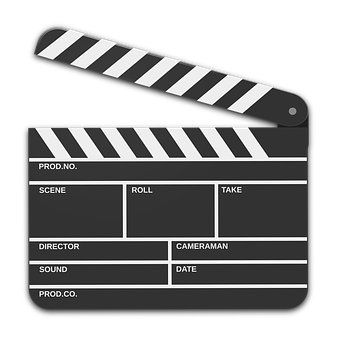 PROD.NO.
SCENE ROLL TAKE
DIRECTOR CAMERAMAN
SOUND DATE
PROD.CO.